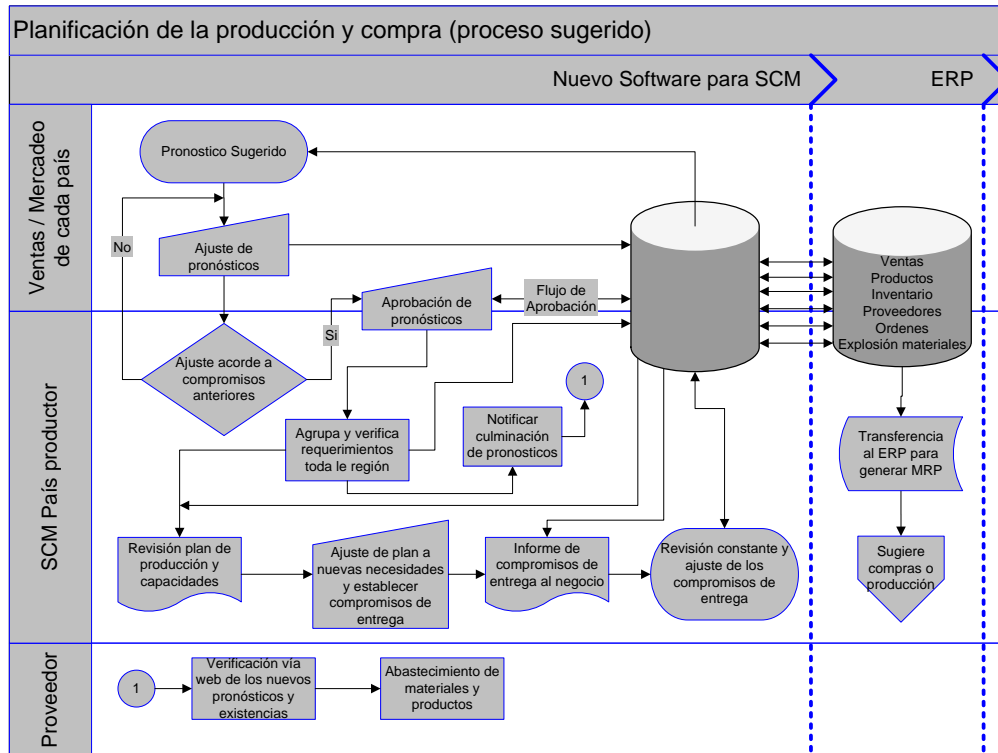 Planificación de la producción y compra (proceso sugerido)
Nuevo Software para SCM
ERP
Ventas / Mercadeo
de cada país
Pronostico Sugerido
No
Ajuste de
pronósticos
Aprobación de
pronósticos
Flujo de
Aprobación
Si
Ventas
Productos
Inventario
Proveedores
Ordenes
Explosión materiales
SCM País productor
Ajuste acorde a
compromisos
anteriores
1
Agrupa y verifica
requerimientos
toda le región
Notificar
culminación
de pronosticos
Transferencia
al ERP para
generar MRP
Revisión plan de
producción y
capacidades
Ajuste de plan a
nuevas necesidades
y establecer
compromisos de
entrega
Informe de
compromisos de
entrega al negocio
Revisión constante y
ajuste de los
compromisos de
entrega
Sugiere
compras o
producción
Proveedor
1
Verificación vía
web de los nuevos
pronósticos y
existencias
Abastecimiento de
materiales y
productos